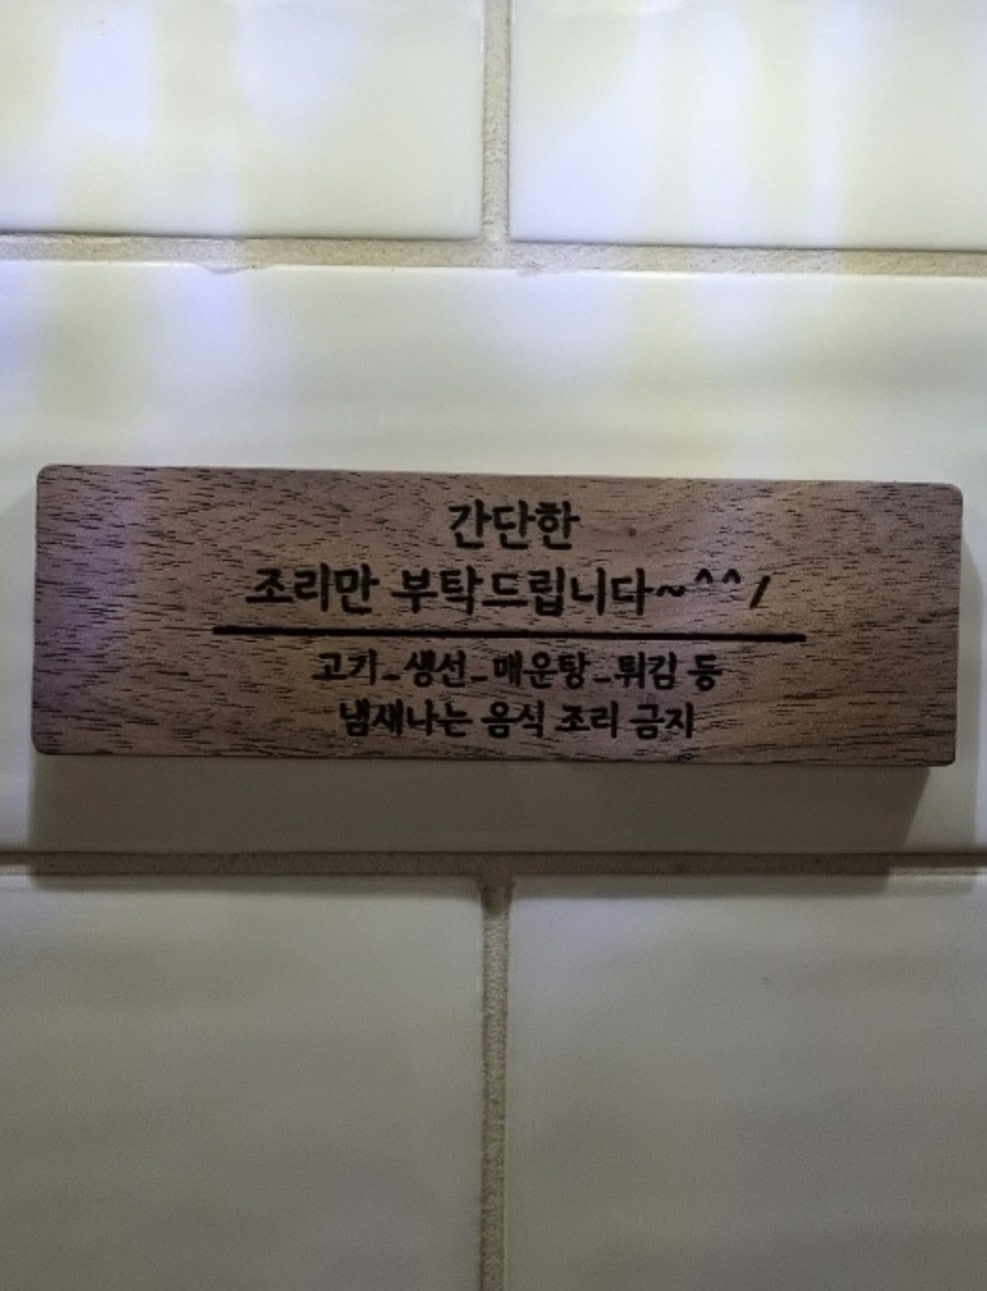 간단한
조리만 부탁드립니다~^^/
고기_생선_매운탕_튀김 등
냄새나는 음식 조리 금지